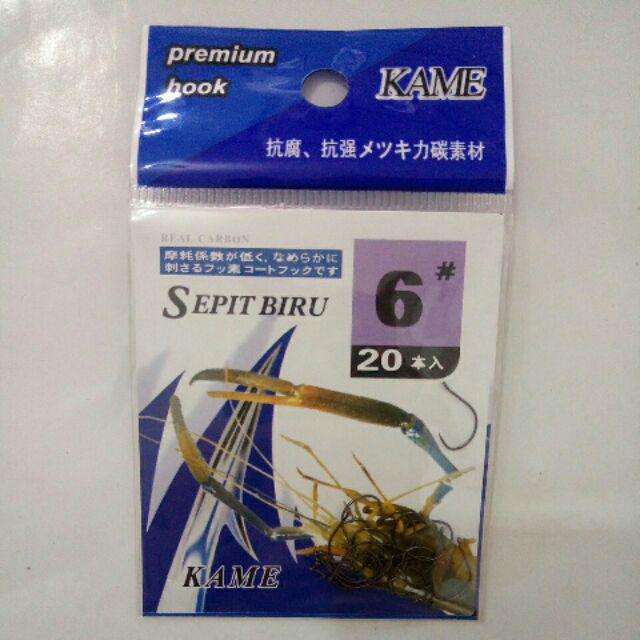 premium
hook
KAME
抗腐、抗强メツキ力碳素材
REAL CARBON
摩耗係数が低く,なめらかに
刺さるフッ素コートフックです
SEPIT BIRU
6#
20本入
KAME